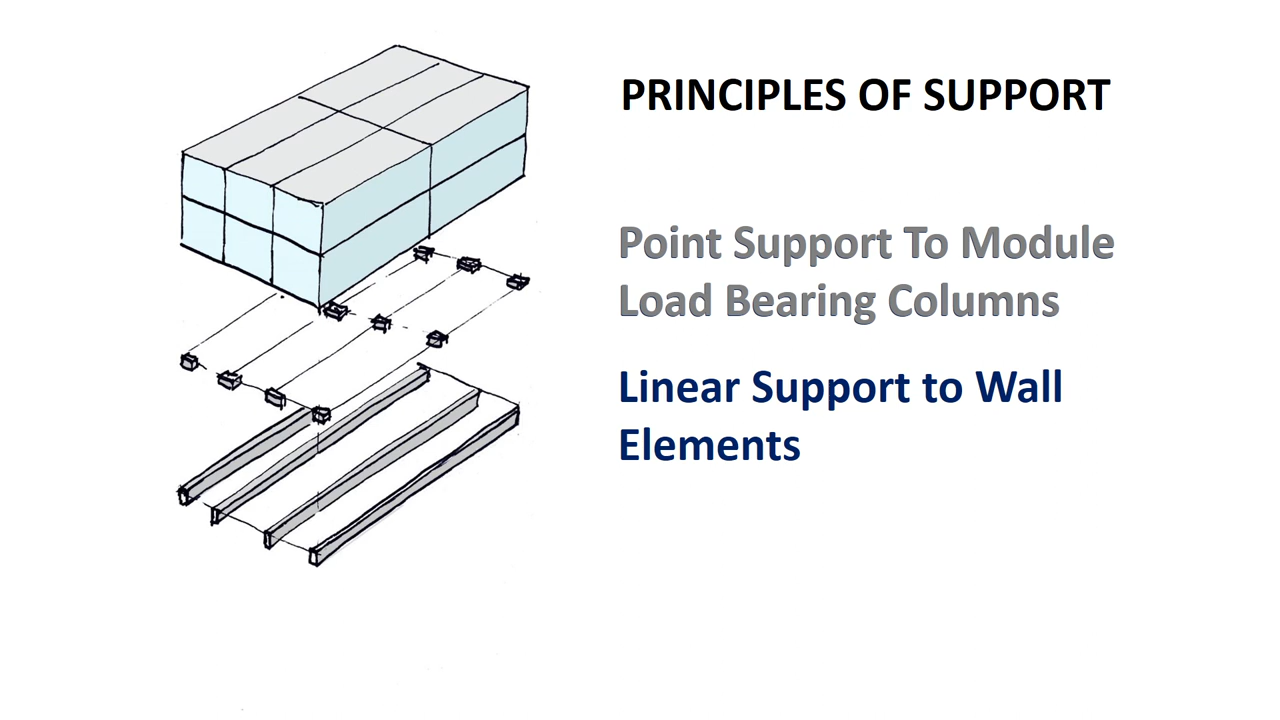 PRINCIPLES OF SUPPORT
Point Support To Module
Load Bearing Columns
Linear Support to Wall
Elements